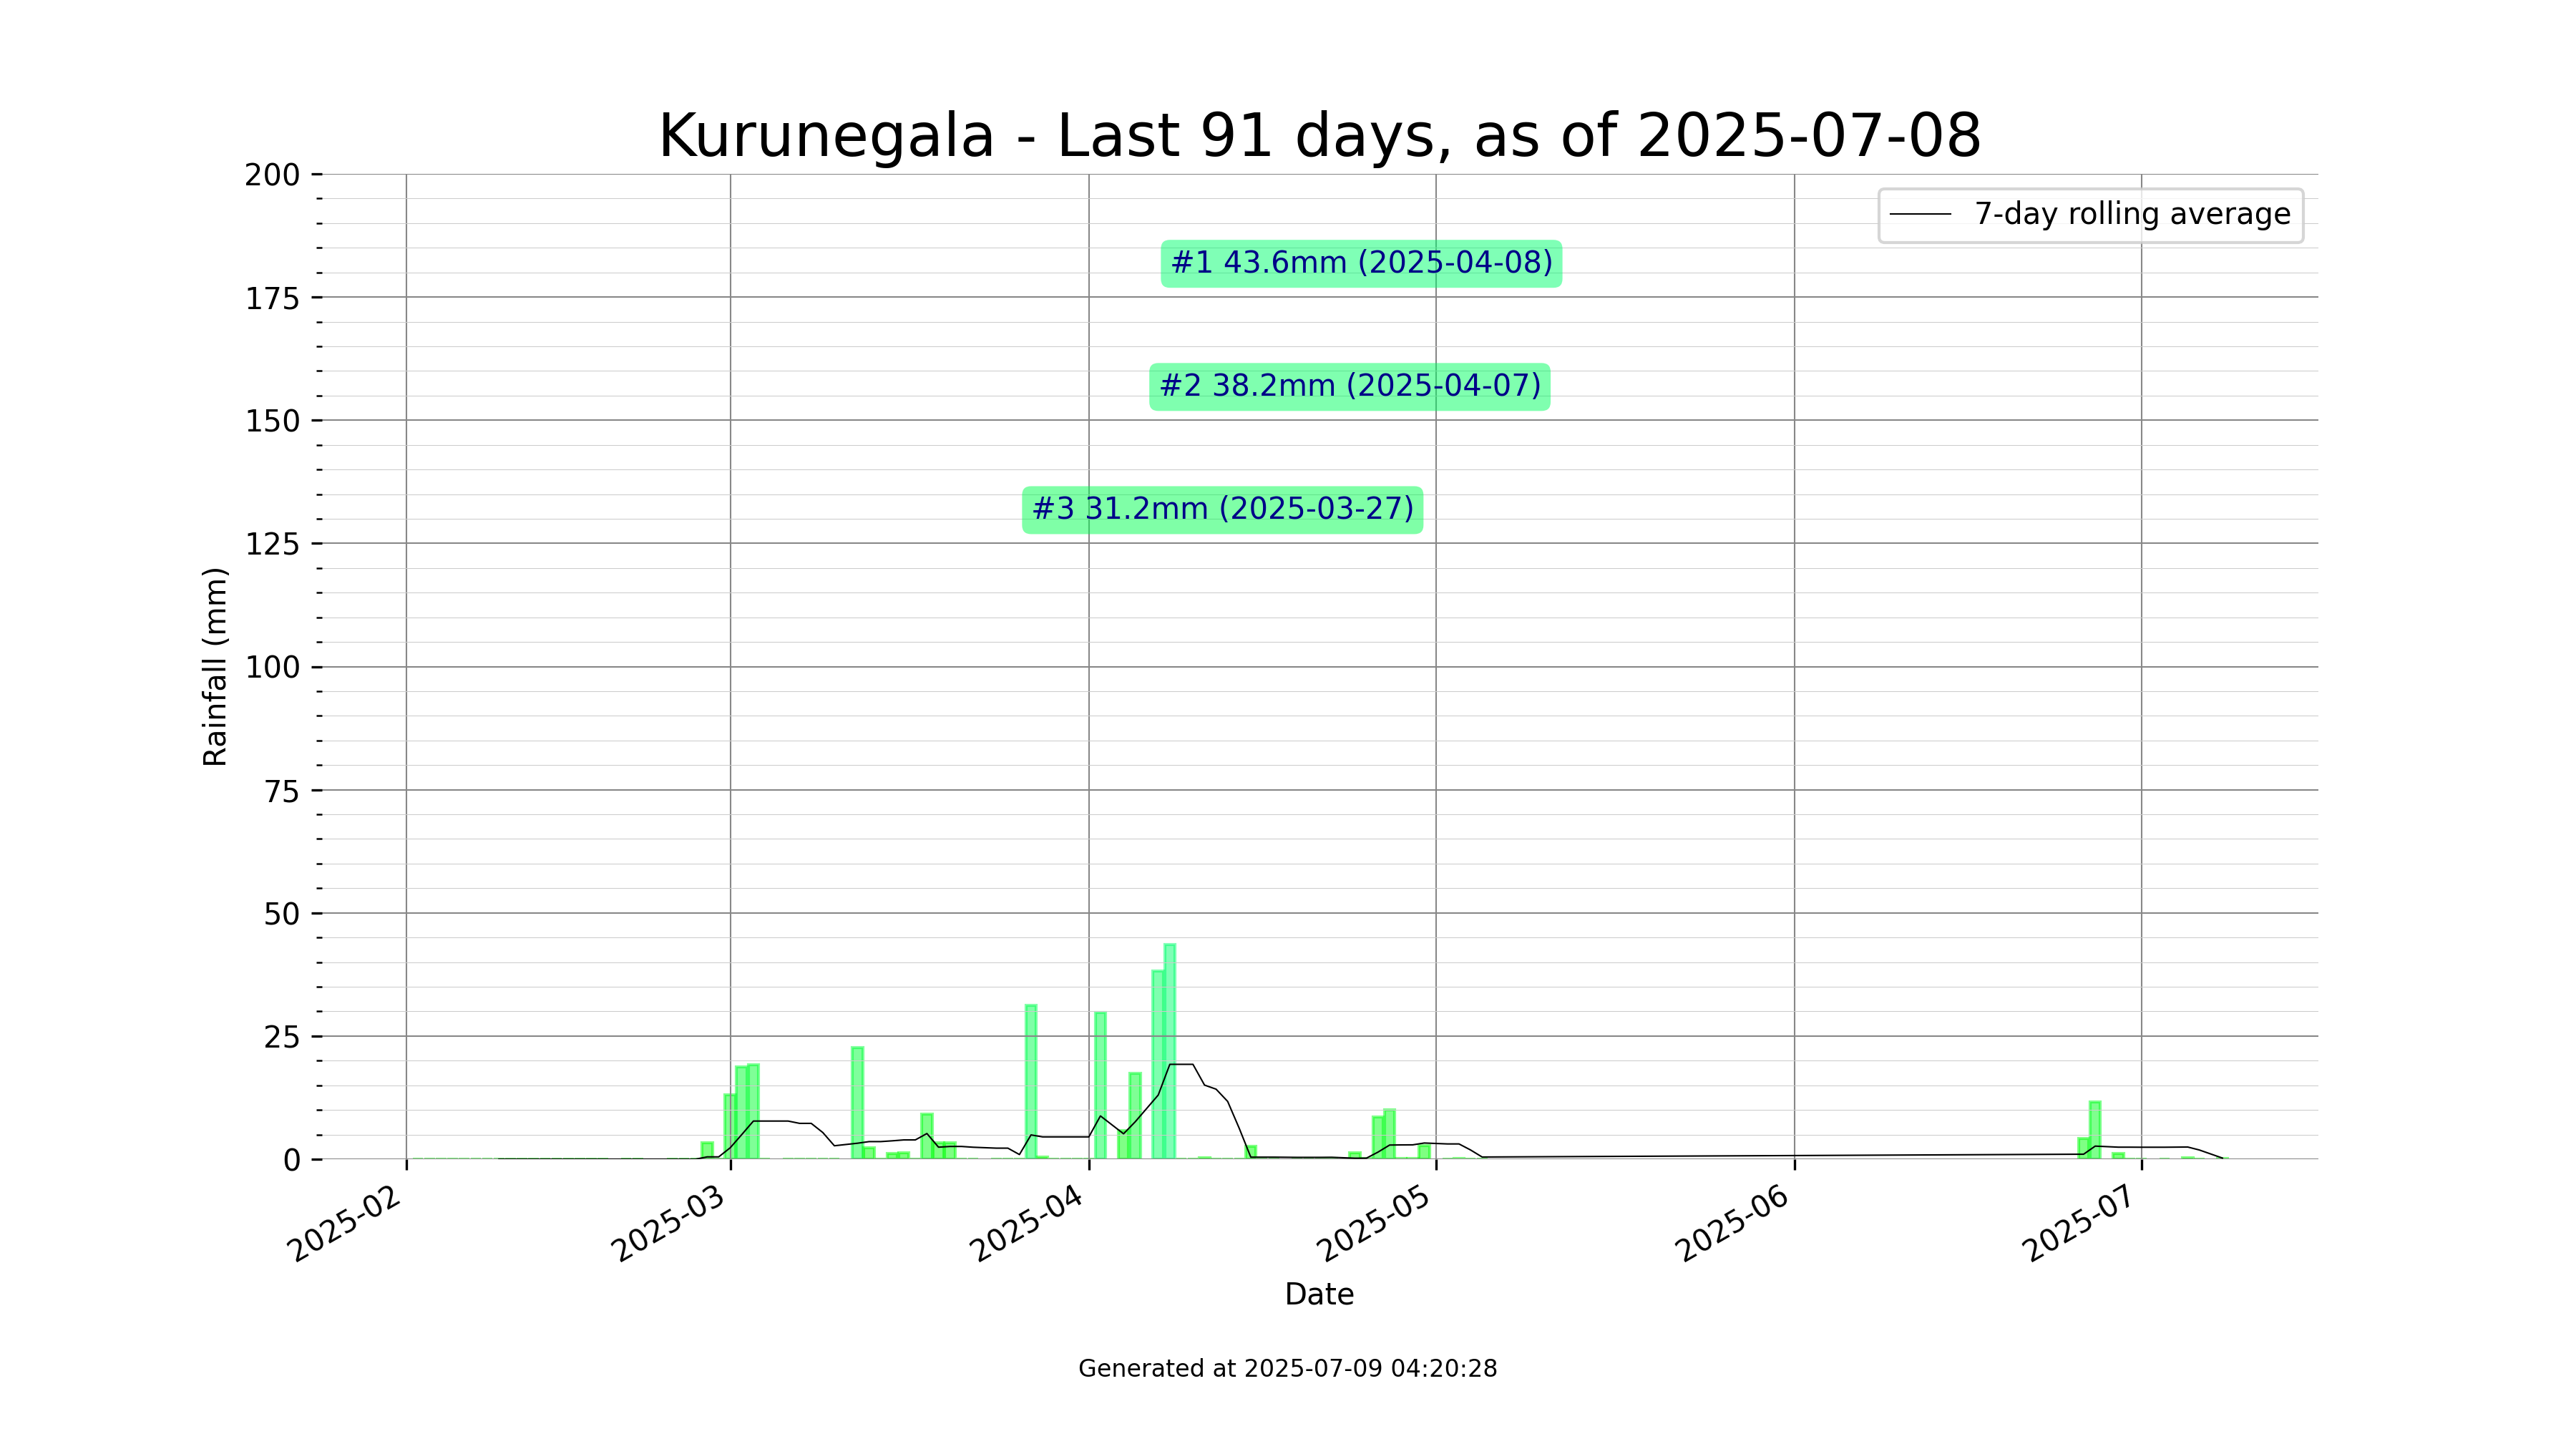 Kurunegala - Last 91 days, as of 2025-07-08
7-day rolling average
#1 43.6mm (2025-04-08)
#2 38.2mm (2025-04-07)
#3 31.2mm (2025-03-27)
Rainfall (mm)
200
175
150
125
100
75
50
25
0
2025-02
2025-03
2025-04
2025-05
2025-06
2025-07
Date
Generated at 2025-07-09 04:20:28